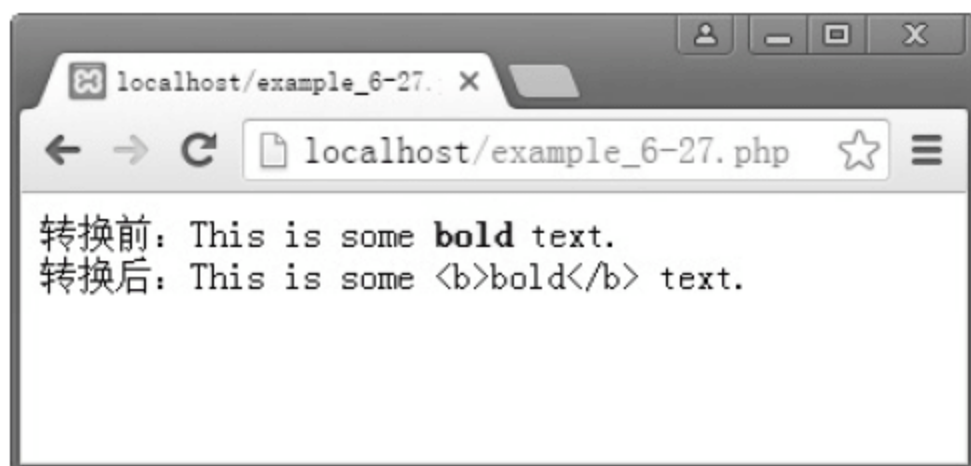 localhost/example_6-27.
localhost/example_6-27.php
转换前：This is some bold text.
转换后：This is some <b>bold</b> text.